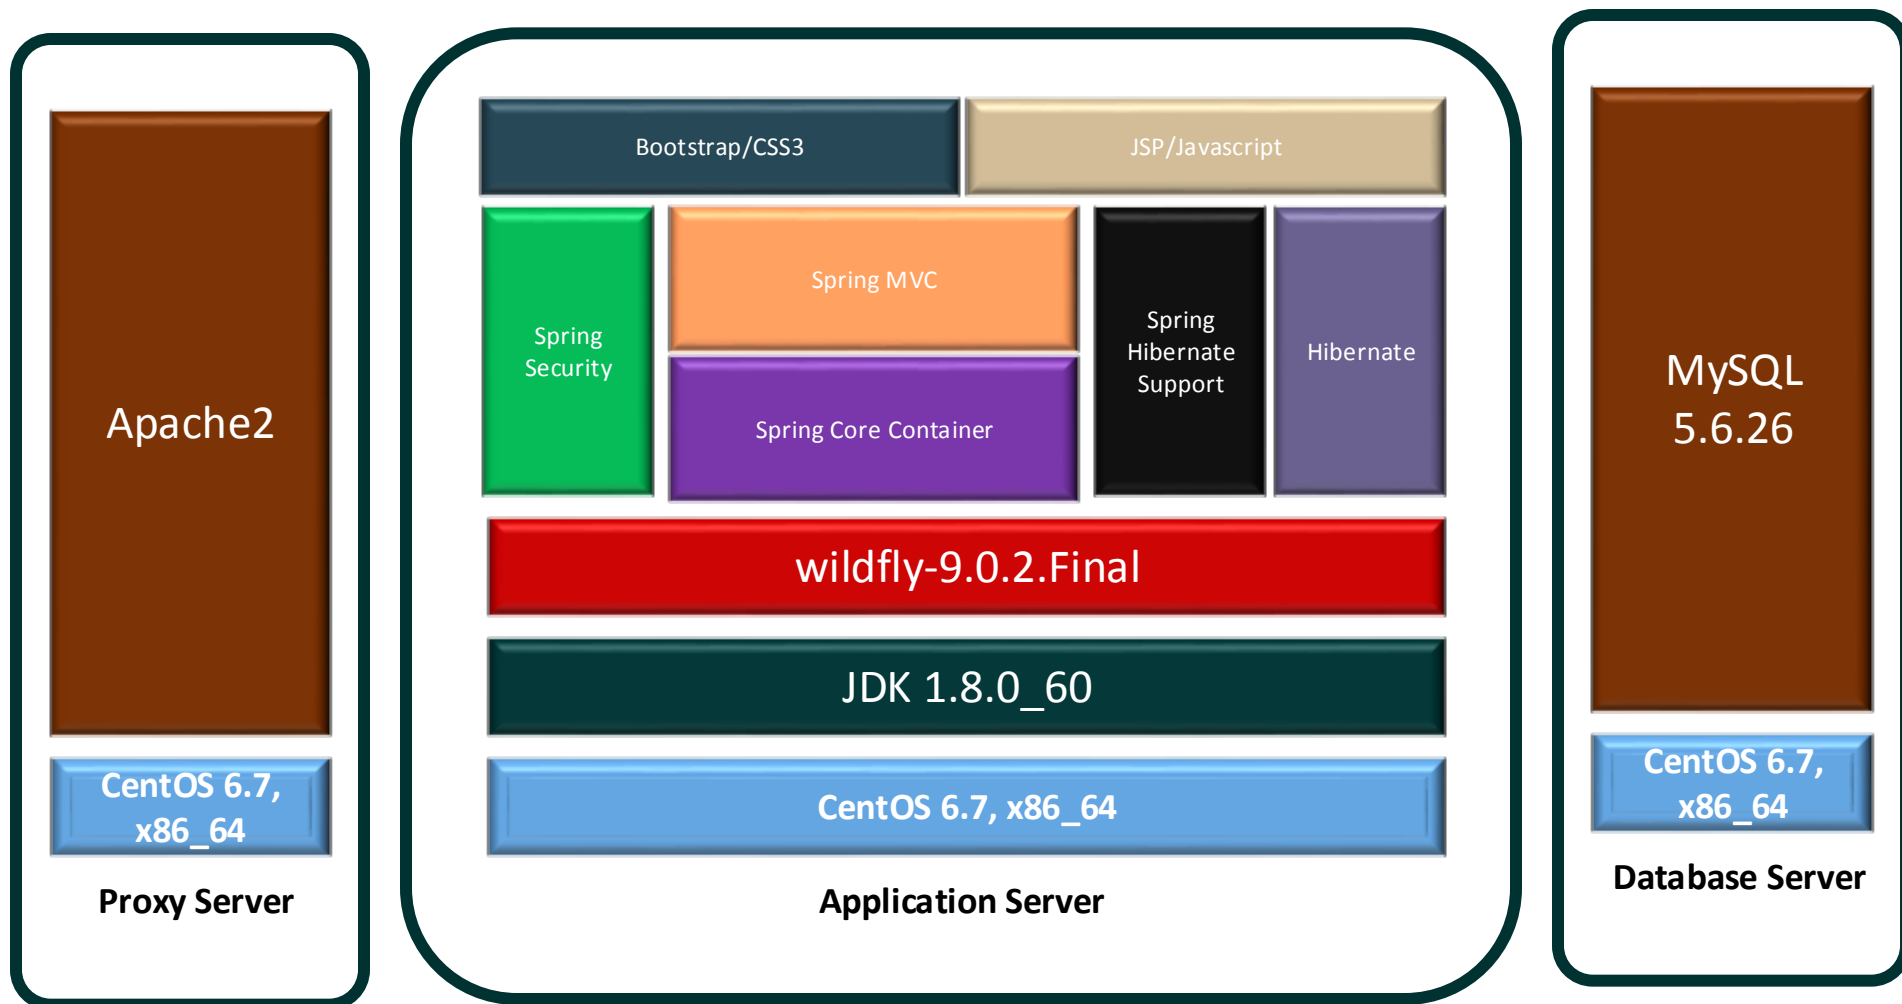 Apache2
CentOS 6.7,
x86_64
Proxy Server
Bootstrap/CSS3
JSP/Javascript
Spring
Security
Spring MVC
Spring Core Container
Spring
Hibernate
Support
Hibernate
wildfly-9.0.2.Final
JDK 1.8.0_60
CentOS 6.7, x86_64
Application Server
MySQL
5.6.26
CentOS 6.7,
x86_64
Database Server